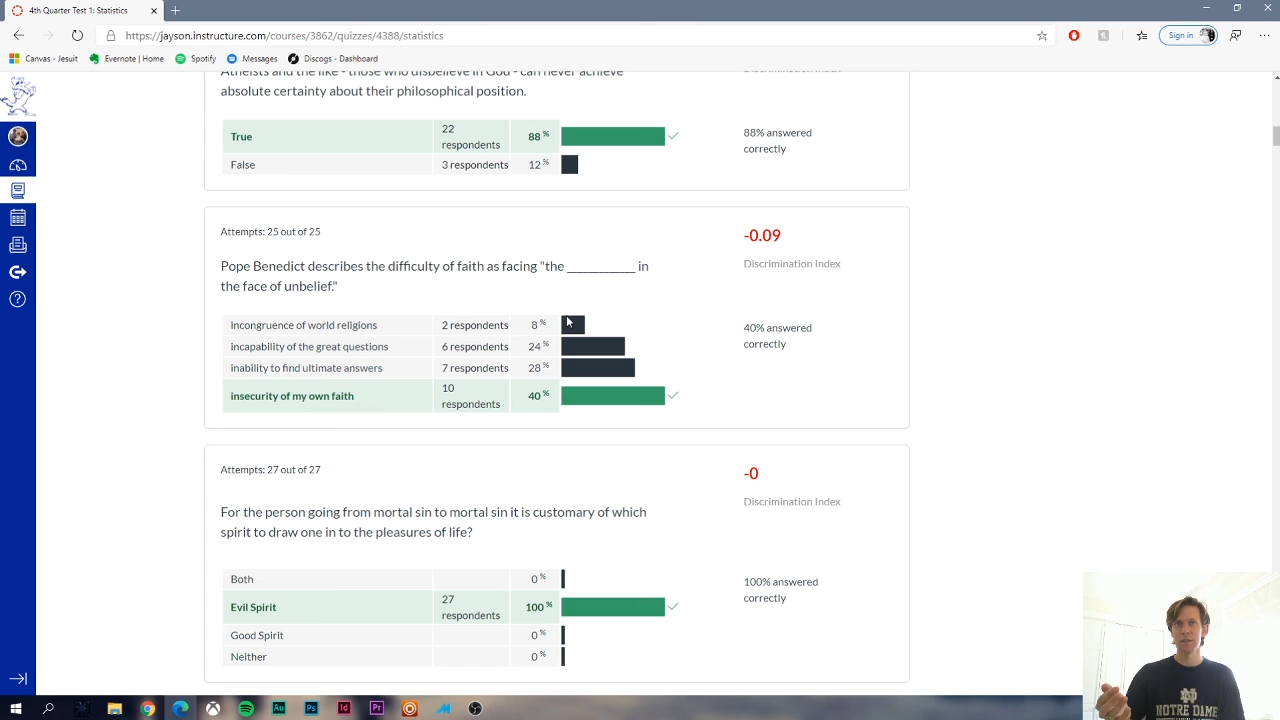 4th Quarter Test 1: Statistics
https://jayson.instructure.com/courses/3862/quizzes/4388/statistics
Sign in
Canvas - Jesuit
Evernote | Home
Spotify
Messages
Discogs - Dashboard
Atheists and the like - those who disbelieve in God - can never achieve
Discrimination Index
absolute certainty about their philosophical position.
True
22 respondents
88 %
88% answered correctly
False
3 respondents
12 %
Attempts: 25 out of 25
-0.09
Discrimination Index
Pope Benedict describes the difficulty of faith as facing "the ____________ in
the face of unbelief."
incongruence of world religions
2 respondents
8 %
40% answered correctly
incapability of the great questions
6 respondents
24 %
inability to find ultimate answers
7 respondents
28 %
insecurity of my own faith
10 respondents
40 %
Attempts: 27 out of 27
-0
Discrimination Index
For the person going from mortal sin to mortal sin it is customary of which
spirit to draw one in to the pleasures of life?
Both
0 %
100% answered correctly
Evil Spirit
27 respondents
100 %
Good Spirit
0 %
Neither
0 %
Au
Ps
Id
Pr
NOTRE DAME